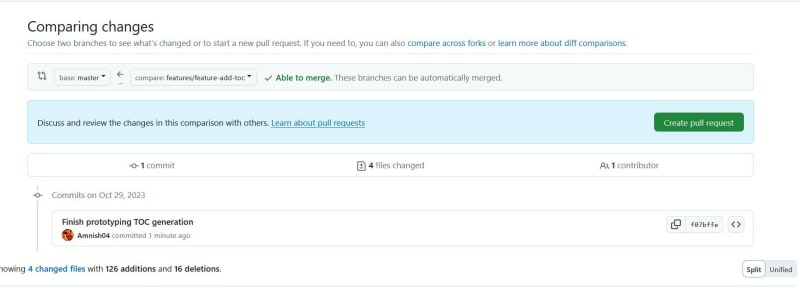 Comparing changes
Choose two branches to see what's changed or to start a new pull request. If you need to, you can also compare across forks or learn more about diff comparisons.
base: master ← ... compare: features/feature-add-toc ✓ Able to merge. These branches can be automatically merged.
Discuss and review the changes in this comparison with others. Learn about pull requests Create pull request
1 commit 4 files changed 1 contributor
Commits on Oct 29, 2023
Finish prototyping TOC generation
Amnish04 committed 1 minute ago f07bffe <>
howing 4 changed files with 126 additions and 16 deletions. Split Unified